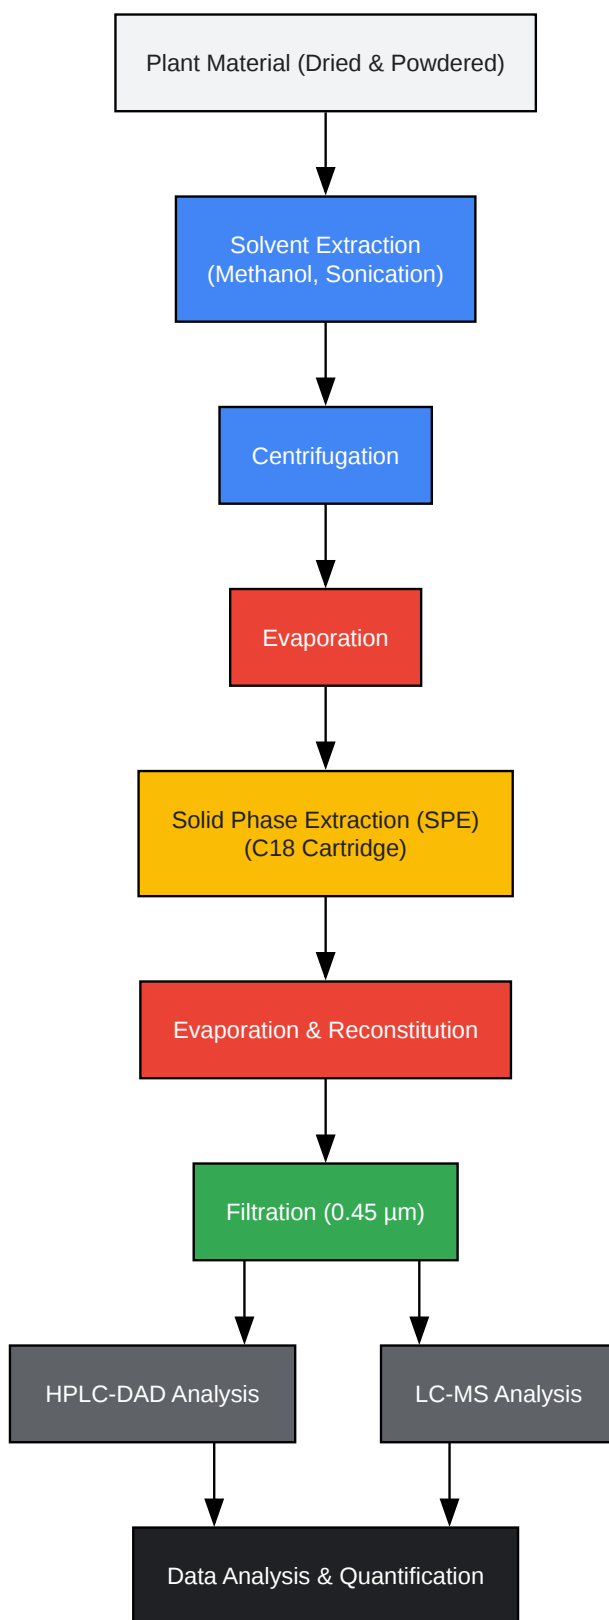 Plant Material (Dried & Powdered)
Solvent Extraction
(Methanol, Sonication)
Centrifugation
Evaporation
Solid Phase Extraction (SPE)
(C18 Cartridge)
Evaporation & Reconstitution
Filtration (0.45 µm)
HPLC-DAD Analysis
LC-MS Analysis
Data Analysis & Quantification